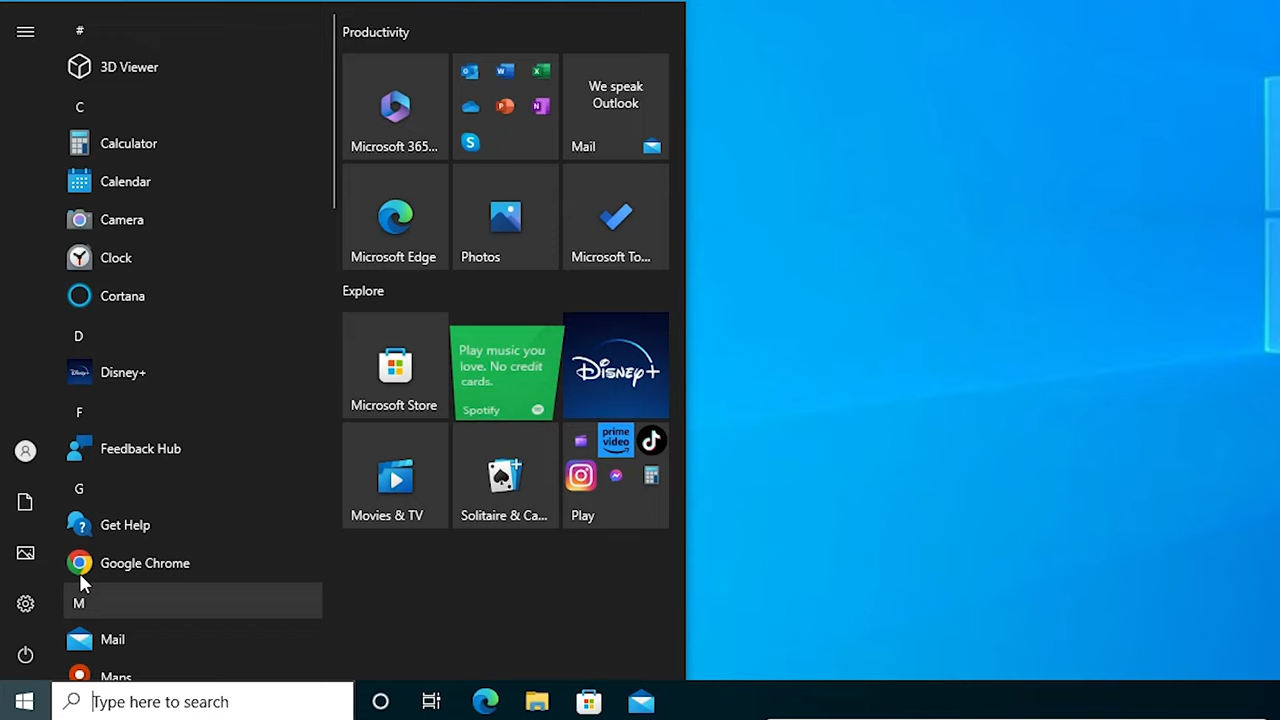 #
3D Viewer
C
Calculator
Calendar
Camera
Clock
Cortana
D
Disney+
F
Feedback Hub
G
Get Help
Google Chrome
M
Mail
Maps
Type here to search
Productivity
Microsoft 365...
We speak
Outlook
Mail
Microsoft Edge
Photos
Microsoft To...
Explore
Microsoft Store
Play music you
love. No credit
cards.
Spotify
Disney+
Movies & TV
Solitaire & Ca...
prime
video
Play